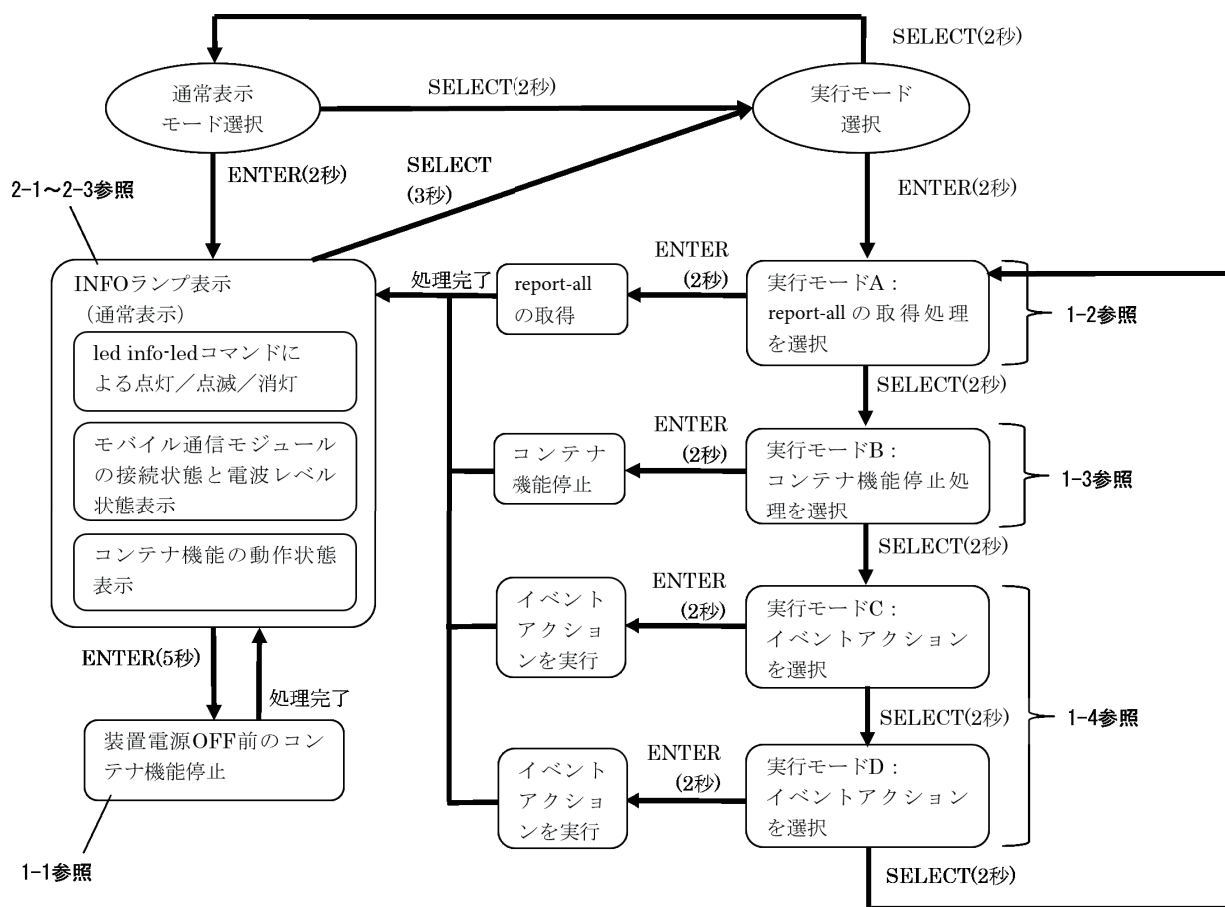 SELECT(2秒)
通常表示
モード選択
SELECT(2秒)
実行モード
選択
ENTER(2秒)
SELECT
(3秒)
ENTER(2秒)
2-1～2-3参照
INFOランプ表示
（通常表示）
led info-ledコマンドに
よる点灯／点滅／消灯
モバイル通信モジュール
の接続状態と電波レベル
状態表示
コンテナ機能の動作状態
表示
処理完了
report-all
の取得
ENTER
(2秒)
実行モードA：
report-allの取得処理
を選択
1-2参照
SELECT(2秒)
コンテナ
機能停止
ENTER
(2秒)
実行モードB：
コンテナ機能停止処
理を選択
1-3参照
SELECT(2秒)
イベント
アクショ
ンを実行
ENTER
(2秒)
実行モードC：
イベントアクション
を選択
1-4参照
SELECT(2秒)
イベント
アクショ
ンを実行
ENTER
(2秒)
実行モードD：
イベントアクション
を選択
SELECT(2秒)
ENTER(5秒)
処理完了
装置電源OFF前のコン
テナ機能停止
1-1参照